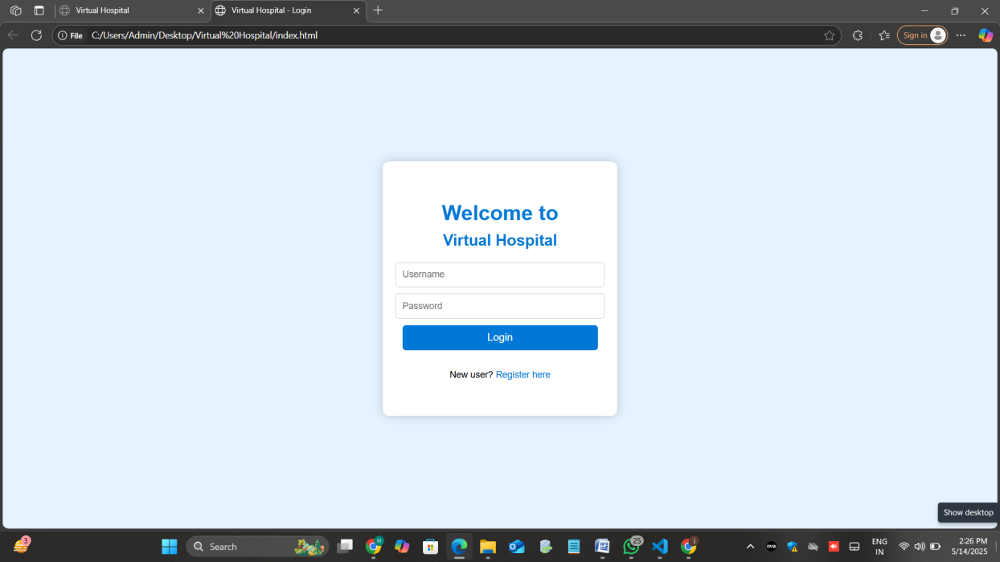 Virtual Hospital
Virtual Hospital - Login
File
C:/Users/Admin/Desktop/Virtual%20Hospital/index.html
Sign in
Welcome to
Virtual Hospital
Username
Password
Login
New user? Register here
Show desktop
3
Search
H
25
J
ENG
IN
2:26 PM
5/14/2025